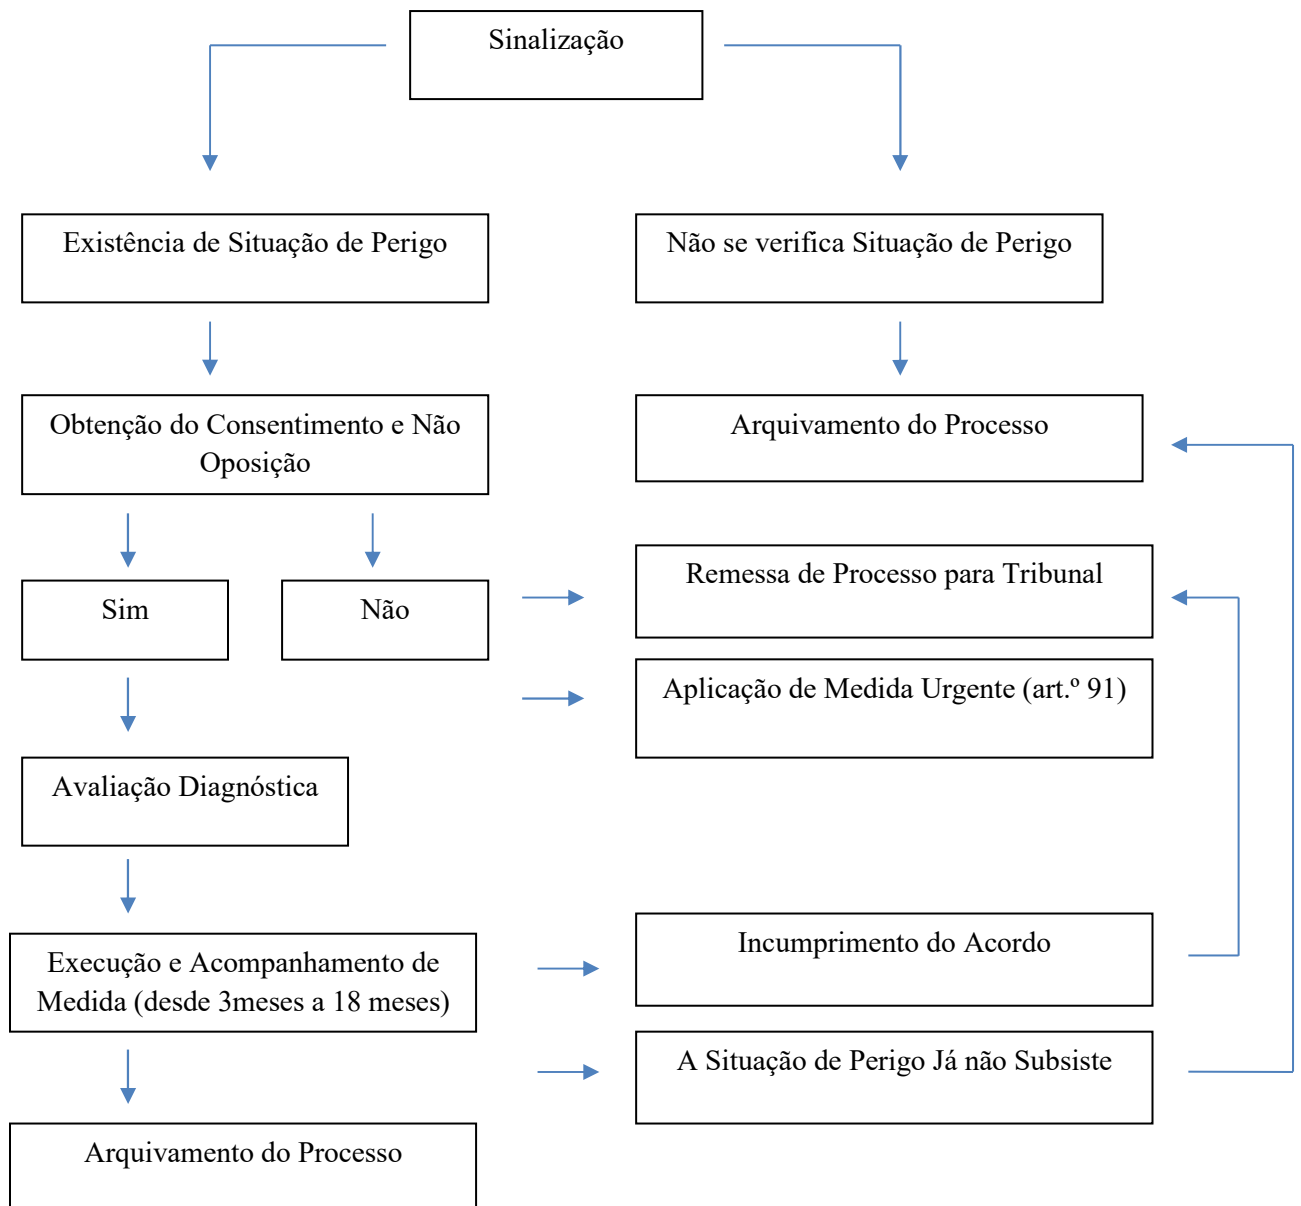 Sinalização
Existência de Situação de Perigo
Não se verifica Situação de Perigo
Obtenção do Consentimento e Não
Oposição
Arquivamento do Processo
Sim
Não
Remessa de Processo para Tribunal
Aplicação de Medida Urgente (art.º 91)
Avaliação Diagnóstica
Execução e Acompanhamento de
Medida (desde 3meses a 18 meses)
Incumprimento do Acordo
A Situação de Perigo Já não Subsiste
Arquivamento do Processo